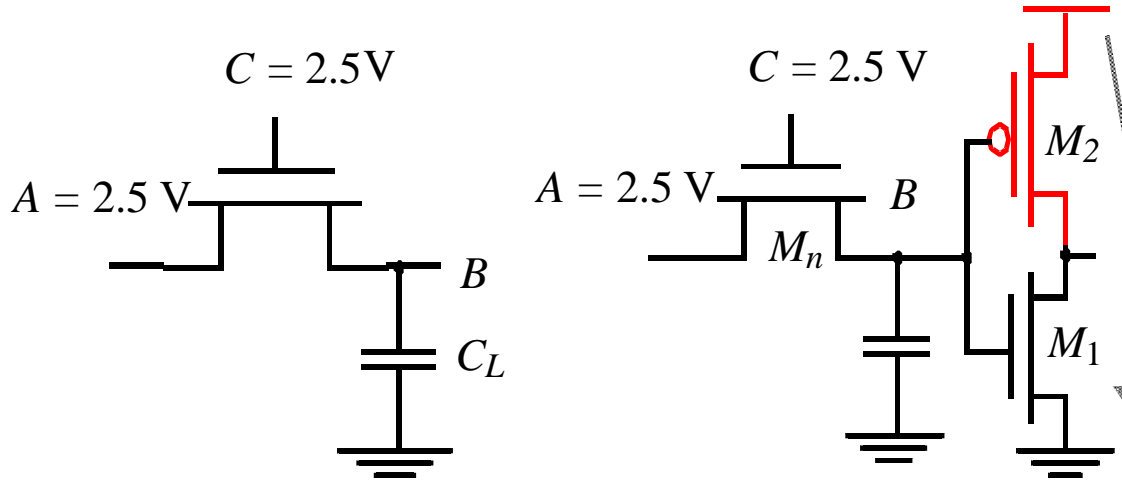 C = 2.5V
A = 2.5 V
B
C_L
C = 2.5 V
A = 2.5 V
B
M_n
M_2
M_1